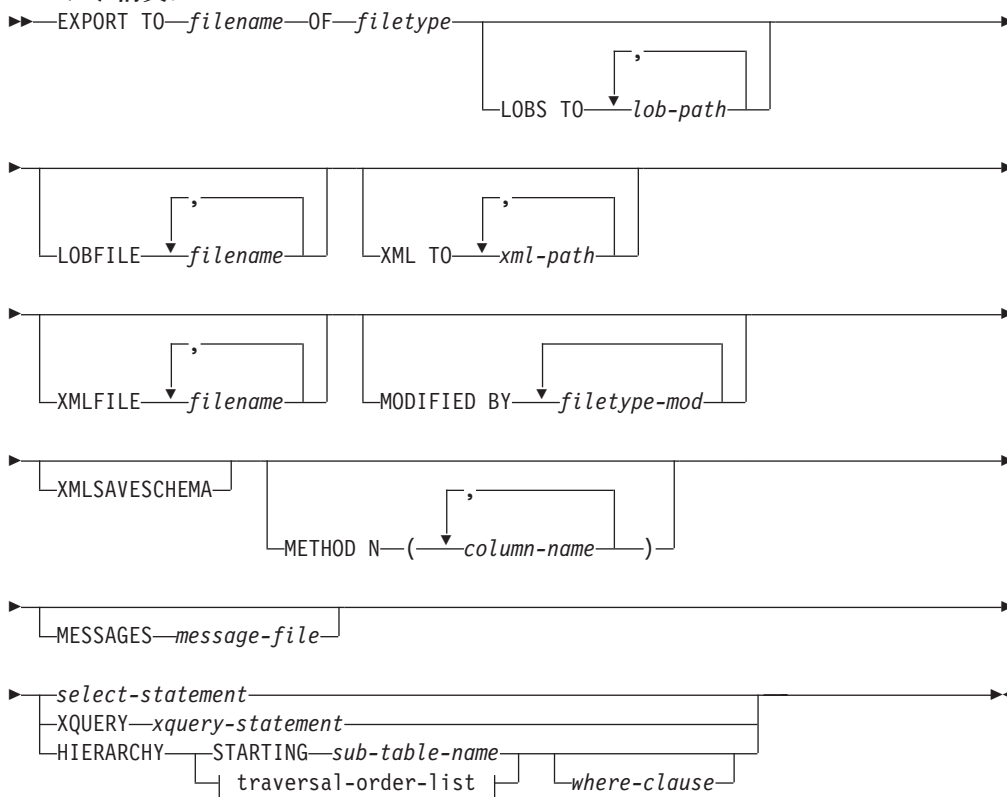 EXPORT TO filename OF filetype
,
LOBS TO lob-path
, ,
LOBFILE filename XML TO xml-path
,
XMLFILE filename MODIFIED BY filetype-mod
XMLSAVESCHEMA
,
METHOD N ( column-name )
MESSAGES message-file
select-statement
XQUERY xquery-statement
HIERARCHY STARTING sub-table-name
traversal-order-list where-clause